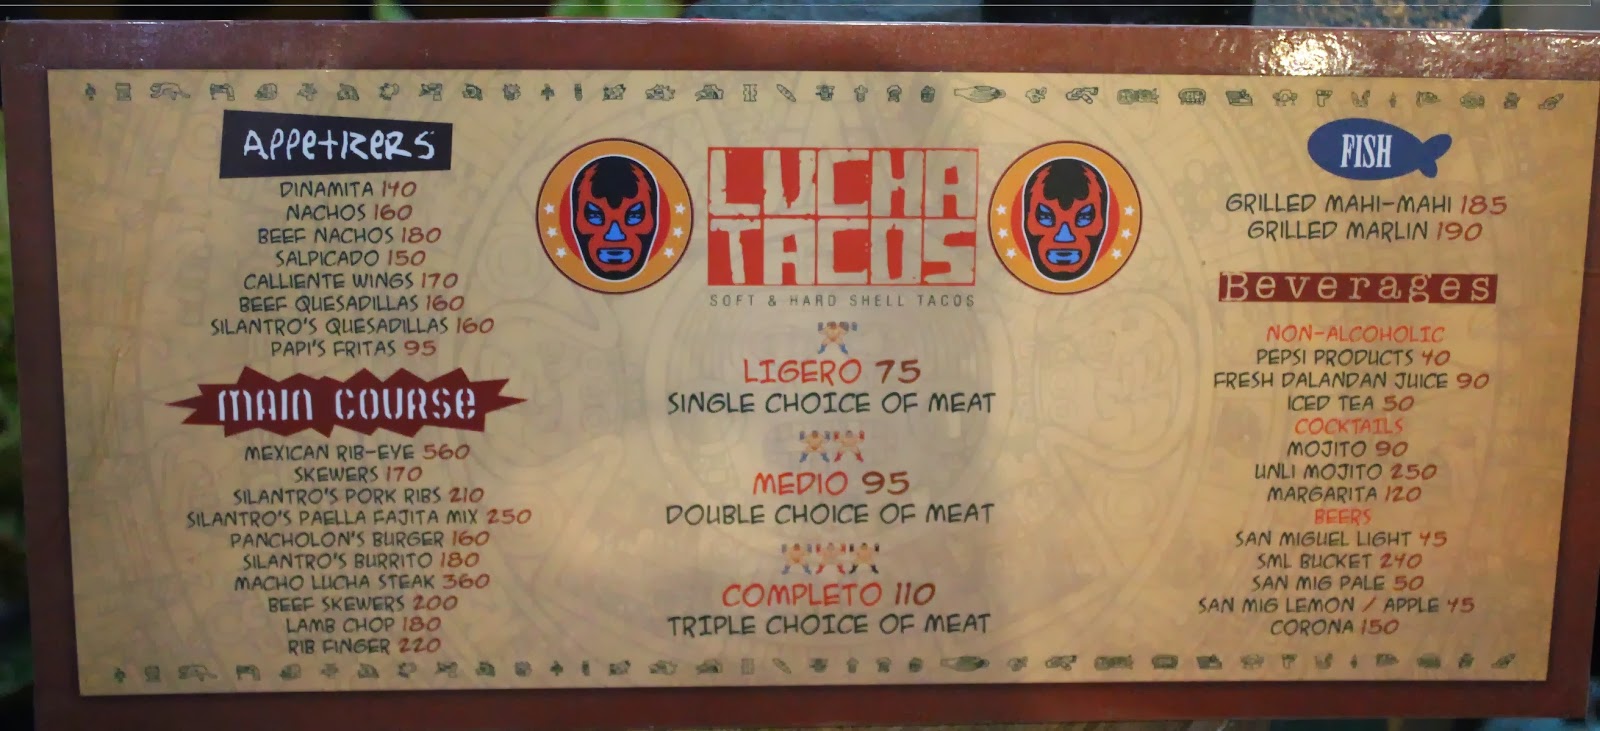 APPetizers
DINAMITA 140
NACHOS 160
BEEF NACHOS 180
SALPICADO 150
CALLIENTE WINGS 170
BEEF QUESADILLAS 160
SILANTRO'S QUESADILLAS 160
PAPI'S FRITAS 95
MAIN COURSE
MEXICAN RIB-EYE 560
SKEWERS 170
SILANTRO'S PORK RIBS 210
SILANTRO'S PAELLA FAJITA MIX 250
PANCHOLON'S BURGER 160
SILANTRO'S BURRITO 180
MACHO LUCHA STEAK 360
BEEF SKEWERS 200
LAMB CHOP 180
RIB FINGER 220
LUCHA
TACOS
SOFT & HARD SHELL TACOS
LIGERO 75
SINGLE CHOICE OF MEAT
MEDIO 95
DOUBLE CHOICE OF MEAT
COMPLETO 110
TRIPLE CHOICE OF MEAT
FISH
GRILLED MAHI-MAHI 185
GRILLED MARLIN 190
Beverages
NON-ALCOHOLIC
PEPSI PRODUCTS 40
FRESH DALANDAN JUICE 90
ICED TEA 50
COCKTAILS
MOJITO 90
UNLI MOJITO 250
MARGARITA 120
BEERS
SAN MIGUEL LIGHT 45
SML BUCKET 240
SAN MIG PALE 50
SAN MIG LEMON / APPLE 45
CORONA 150